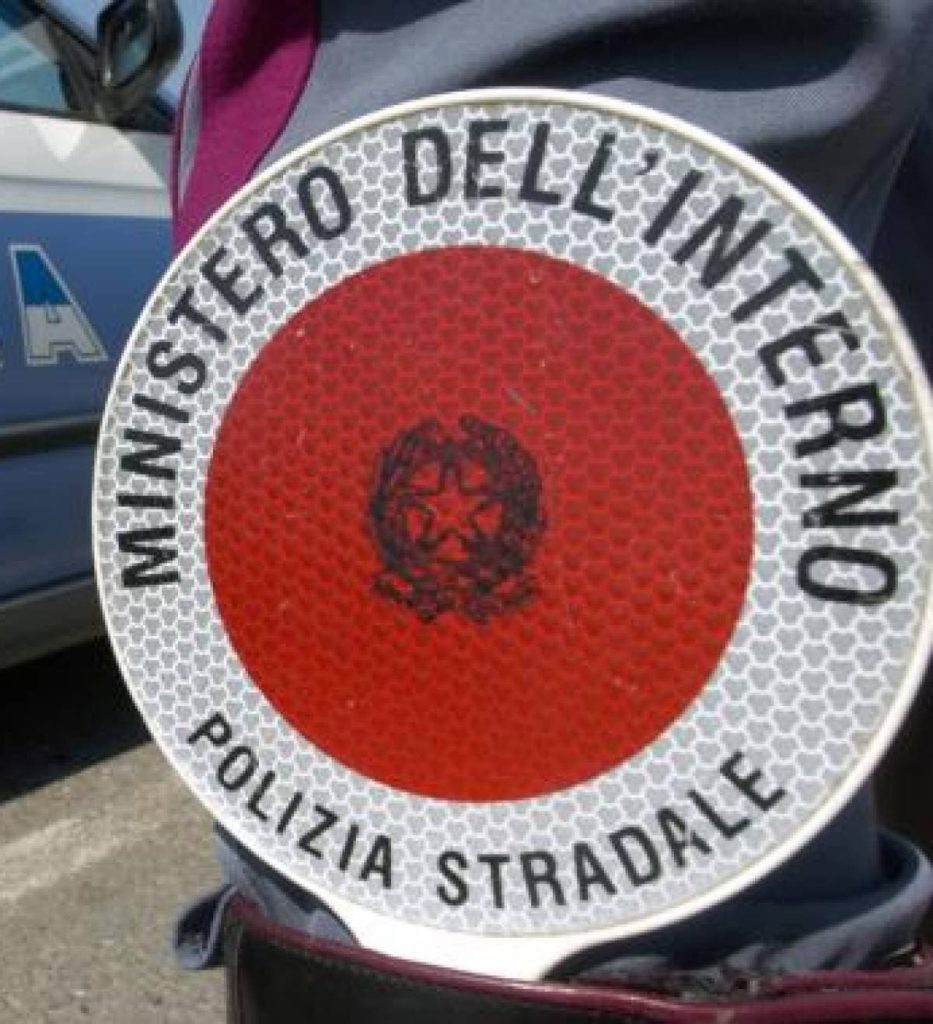 MINISTERO DELL'INTERNO
POLIZIA STRADALE
A